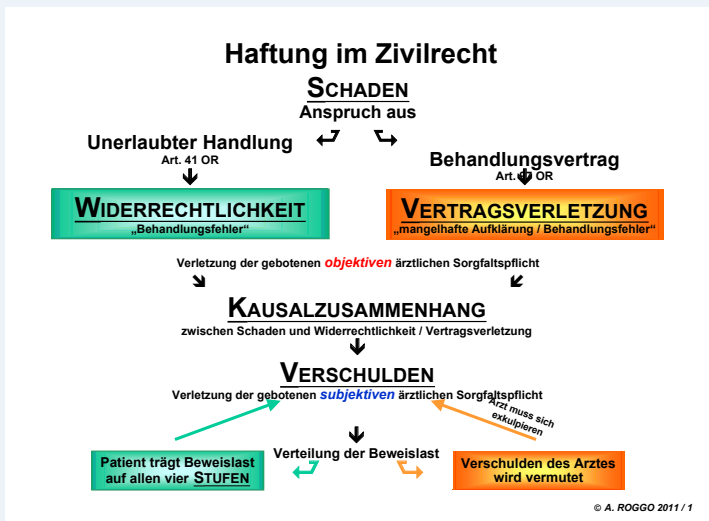 Haftung im Zivilrecht
SCHADEN
Anspruch aus
Unerlaubter Handlung
Art. 41 OR
Behandlungsvertrag
Art. OR
WIDERRECHTLICHKEIT
„Behandlungsfehler“
VERTRAGSVERLETZUNG
„mangelhafte Aufklärung / Behandlungsfehler“
Verletzung der gebotenen objektiven ärztlichen Sorgfaltspflicht
KAUSALZUSAMMENHANG
zwischen Schaden und Widerrechtlichkeit / Vertragsverletzung
VERSCHULDEN
Verletzung der gebotenen subjektiven ärztlichen Sorgfaltspflicht
Arzt muss sich
exkulpieren
Verteilung der Beweislast
Patient trägt Beweislast
auf allen vier STUFEN
Verschulden des Arztes
wird vermutet
© A. ROGGO 2011 / 1